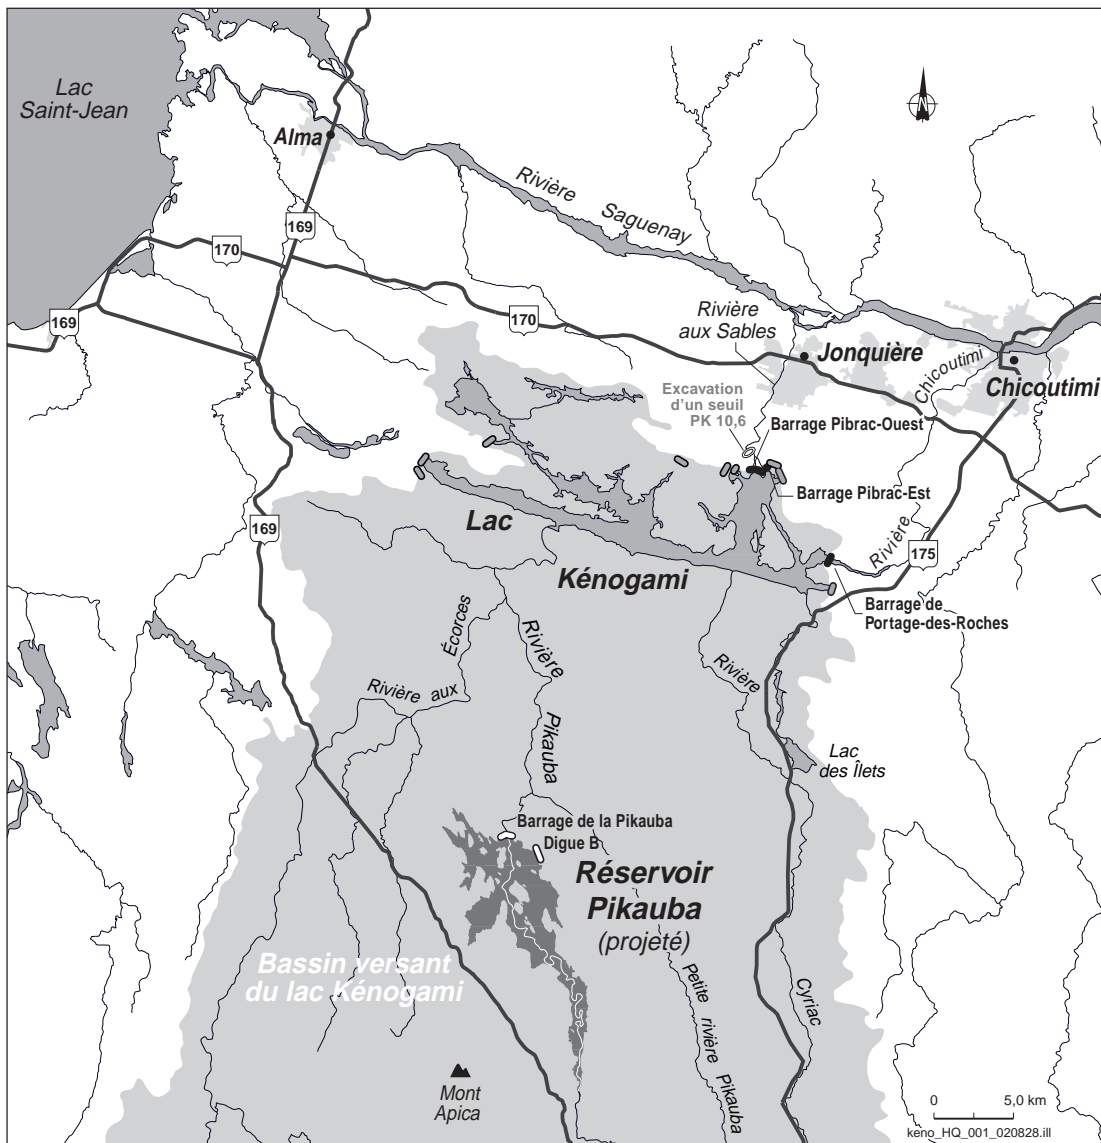 Lac
Saint-Jean
Alma
N
Rivière Saguenay
169
170
169
170
Rivière
aux Sables
Jonquière
Chicoutimi
Chicoutimi
Excavation
d'un seuil
PK 10,6
Barrage Pibrac-Ouest
Barrage Pibrac-Est
Lac
Kénogami
169
Rivière
175
Barrage de
Portage-des-Roches
Écorces
Rivière aux
Rivière
Pikauba
Rivière
Lac
des Îlets
Barrage de la Pikauba
Digue B
Réservoir
Pikauba
(projeté)
Bassin versant
du lac Kénogami
Petite rivière Pikauba
Cyriac
Mont
Apica
0 5,0 km
keno_HQ_001_020828.ill